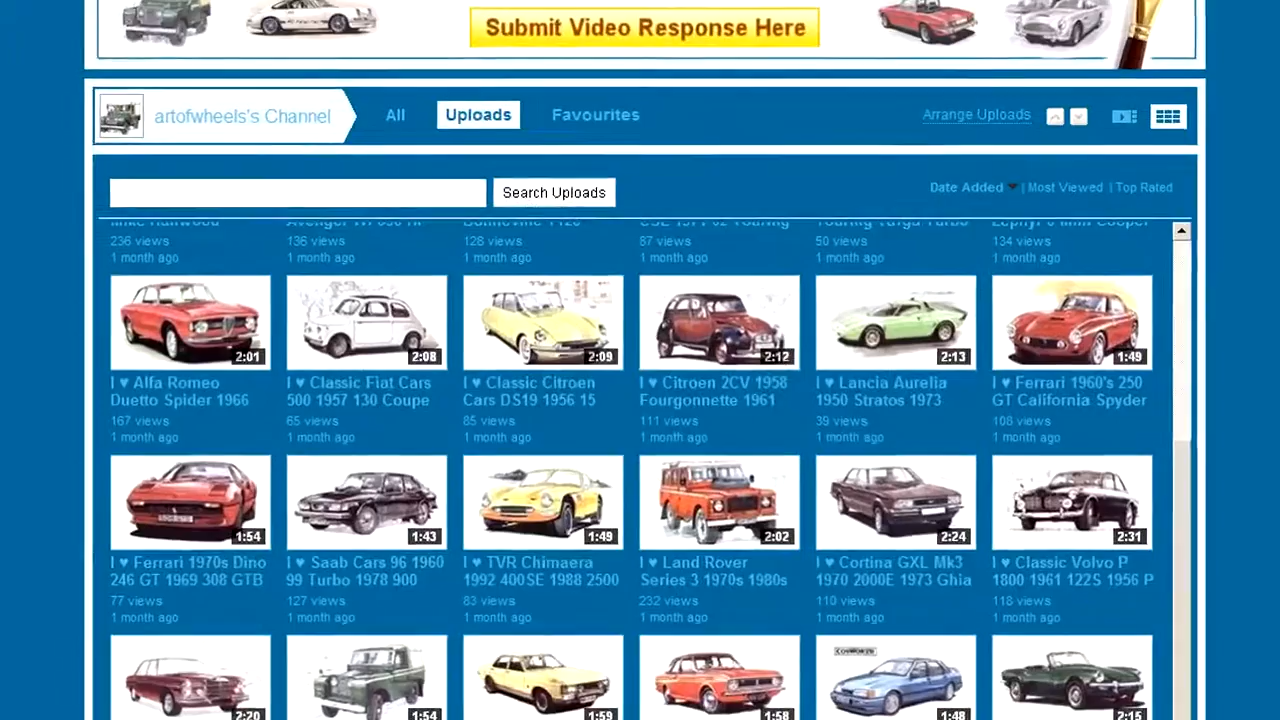 Submit Video Response Here
artofwheels's Channel
All
Uploads
Favourites
Arrange Uploads
Search Uploads
Date Added | Most Viewed | Top Rated
236 views
136 views
128 views
87 views
50 views
134 views
1 month ago
1 month ago
1 month ago
1 month ago
1 month ago
1 month ago
2:01
2:08
2:09
2:12
2:13
1:49
I ♥ Alfa Romeo
Duetto Spider 1966
167 views
1 month ago
I ♥ Classic Fiat Cars
500 1957 130 Coupe
65 views
1 month ago
I ♥ Classic Citroen
Cars DS19 1956 15
85 views
1 month ago
I ♥ Citroen 2CV 1958
Fourgonnette 1961
111 views
1 month ago
I ♥ Lancia Aurelia
1950 Stratos 1973
39 views
1 month ago
I ♥ Ferrari 1960's 250
GT California Spyder
108 views
1 month ago
1:54
1:43
1:49
2:02
2:24
2:31
I ♥ Ferrari 1970s Dino
246 GT 1969 308 GTB
77 views
1 month ago
I ♥ Saab Cars 96 1960
99 Turbo 1978 900
127 views
1 month ago
I ♥ TVR Chimaera
1992 400SE 1988 2500
83 views
1 month ago
I ♥ Land Rover
Series 3 1970s 1980s
232 views
1 month ago
I ♥ Cortina GXL Mk3
1970 2000E 1973 Ghia
110 views
1 month ago
I ♥ Classic Volvo P
1800 1961 122S 1956 P
118 views
1 month ago
2:20
1:54
1:59
1:58
1:48
2:15